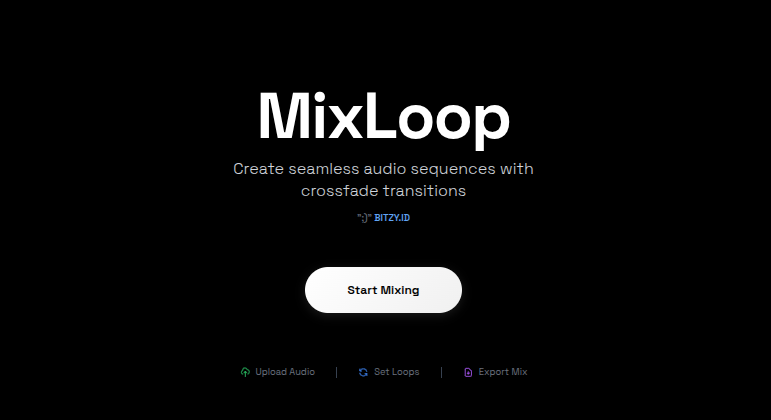 MixLoop
Create seamless audio sequences with
crossfade transitions
":)" BITZY.ID
Start Mixing
Upload Audio | Set Loops | Export Mix